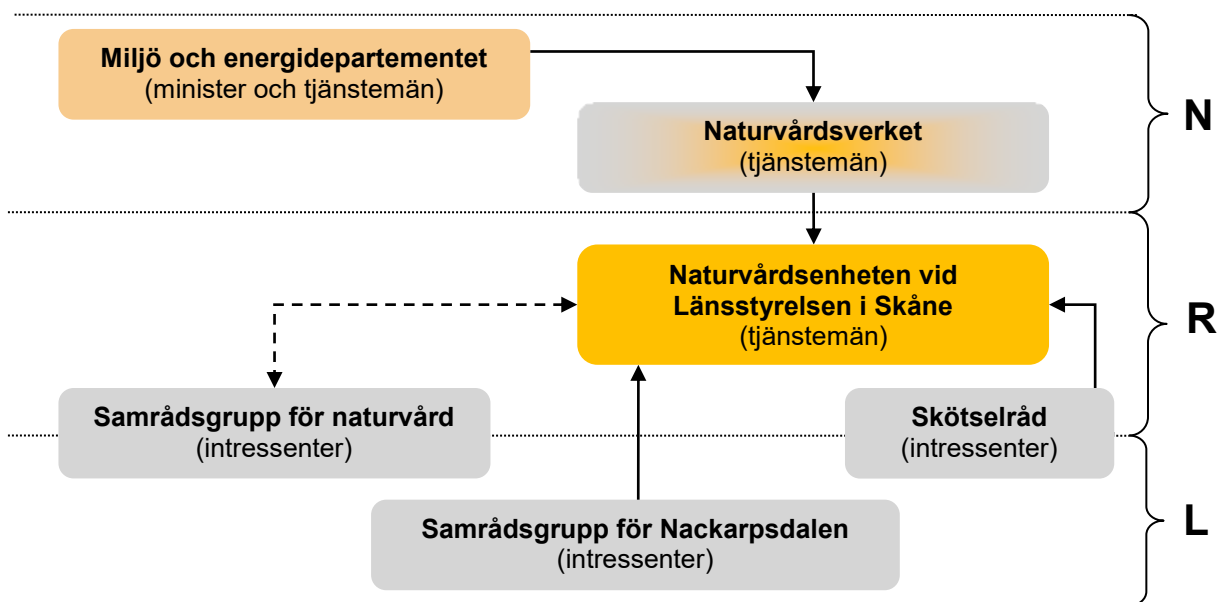 Miljö och energidepartementet
(minister och tjänstemän)
Naturvårdsverket
(tjänstemän)
N
Naturvårdsenheten vid
Länsstyrelsen i Skåne
(tjänstemän)
R
Samrådsgrupp för naturvård
(intressenter)
Skötselråd
(intressenter)
Samrådsgrupp för Nackarpsdalen
(intressenter)
L